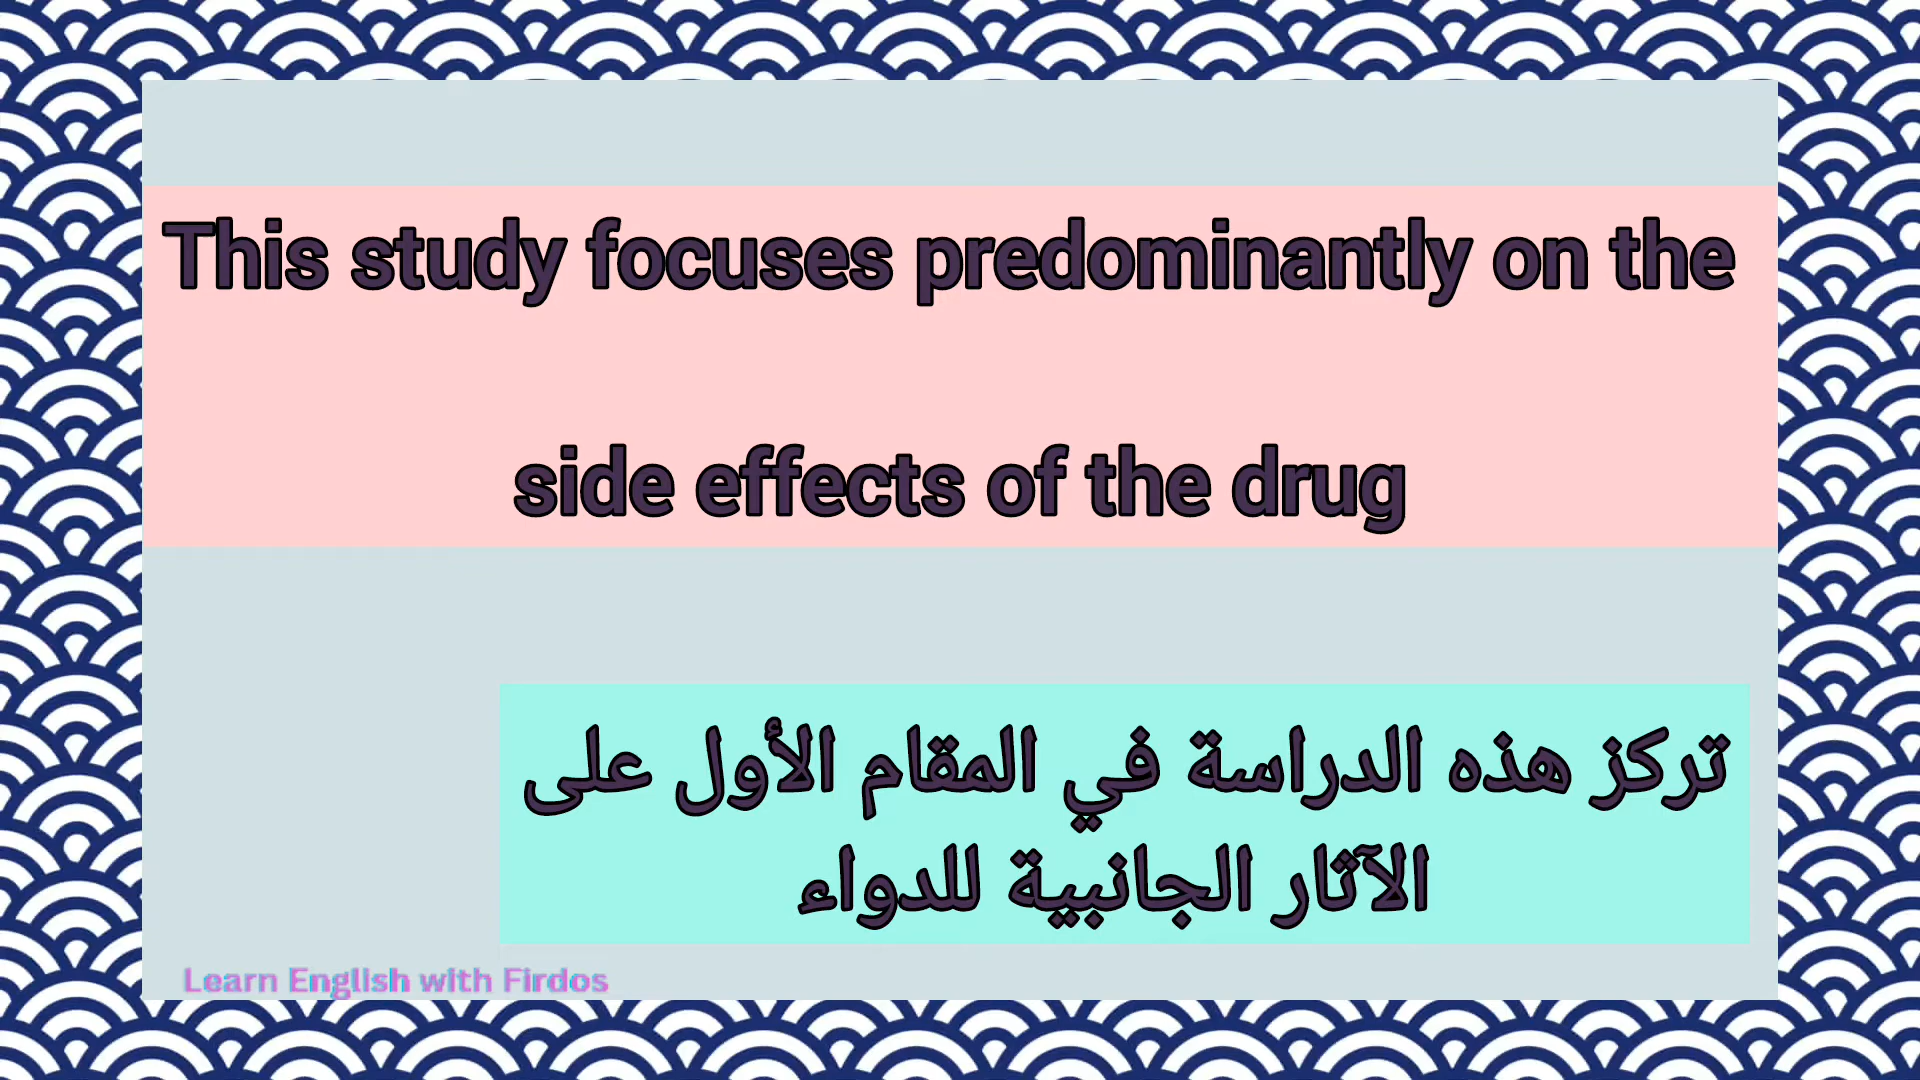 This study focuses predominantly on the
side effects of the drug
تركز هذه الدراسة في المقام الأول على
الآثار الجانبية للدواء
Learn English with Firdos